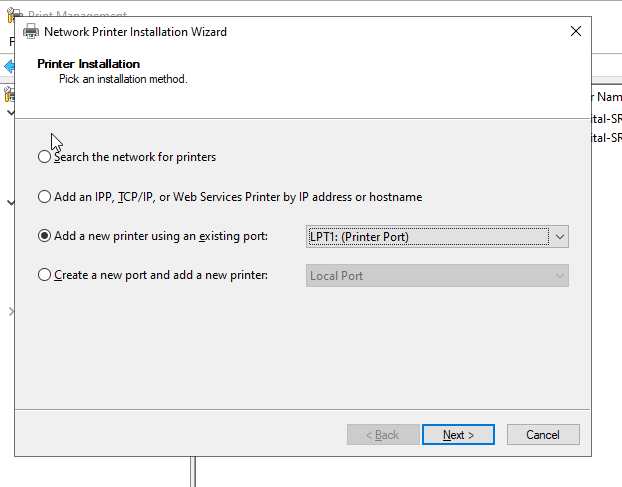 Print Management
Network Printer Installation Wizard
Printer Installation
Pick an installation method.
r Nam
ital-SR
ital-SR
Search the network for printers
Add an IPP, TCP/IP, or Web Services Printer by IP address or hostname
Add a new printer using an existing port: LPT1: (Printer Port)
Create a new port and add a new printer: Local Port
< Back Next > Cancel